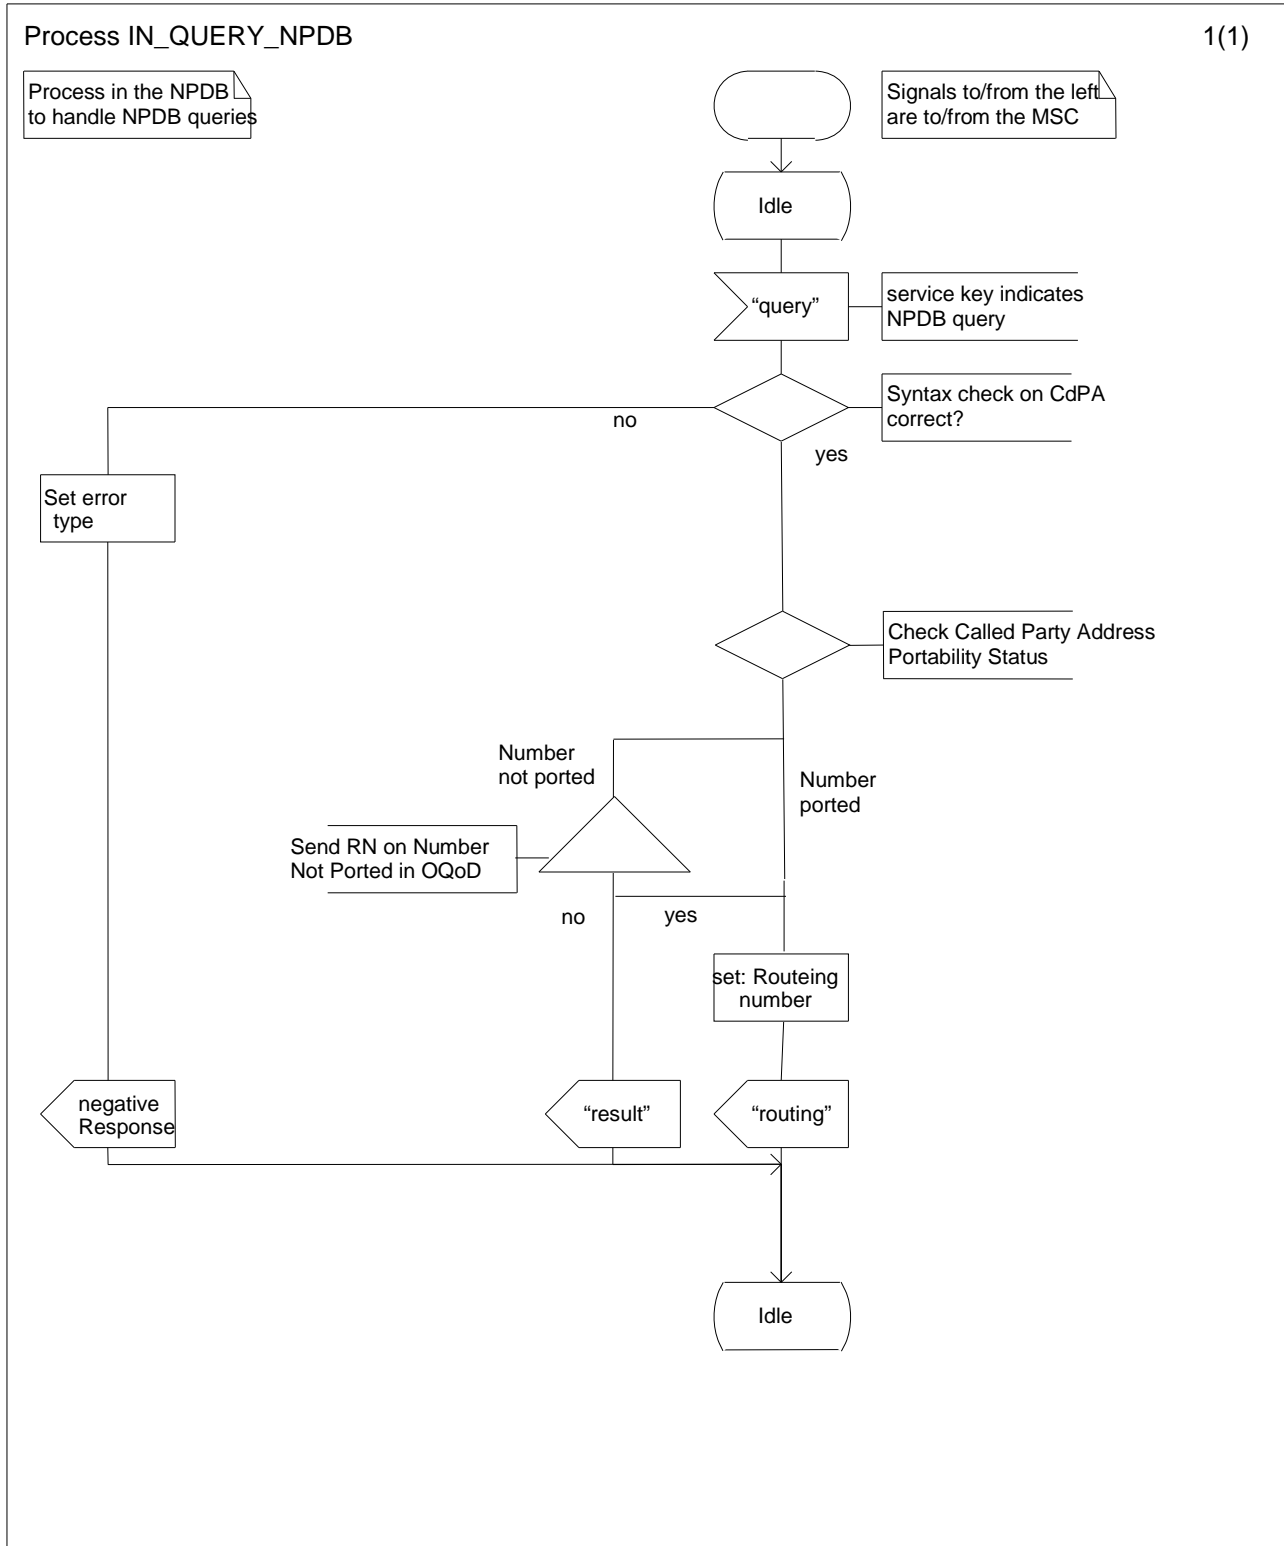 Process IN_QUERY_NPDB
1(1)
Process in the NPDB
to handle NPDB queries
Signals to/from the left
are to/from the MSC
Idle
“query”
service key indicates
NPDB query
Syntax check on CdPA
correct?
no
yes
Set error
type
Check Called Party Address
Portability Status
Number
not ported
Number
ported
Send RN on Number
Not Ported in OQoD
no
yes
set: Routeing
number
negative
Response
“result”
“routing”
Idle